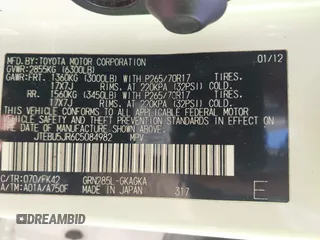 MFD.BY:TOYOTA MOTOR CORPORATION 01/12
GVWR:2855KG (6300LB)
GAWR:FRT. 1360KG (3000LB) WITH P265/70R17 TIRES.
17X7J RIMS, AT 220KPA (32PSI) COLD.
RR. 1560KG (3450LB) WITH P265/70R17 TIRES.
17X7J RIMS, AT 220KPA (32PSI) COLD.
THIS VEHICLE CONFORMS TO ALL APPLICABLE FEDERAL MOTOR
VEHICLE SAFETY AND THEFT PREVENTION STANDARDS IN EFFECT
ON THE DATE OF MANUFACTURE SHOWN ABOVE.
JTEBU5JR6C5084982 MPV
C/TR:070/FK42 GRN285L-GKAGKA
A/TM:A01A/A750F MADE IN JAPAN 317 E
RIDESAFELY